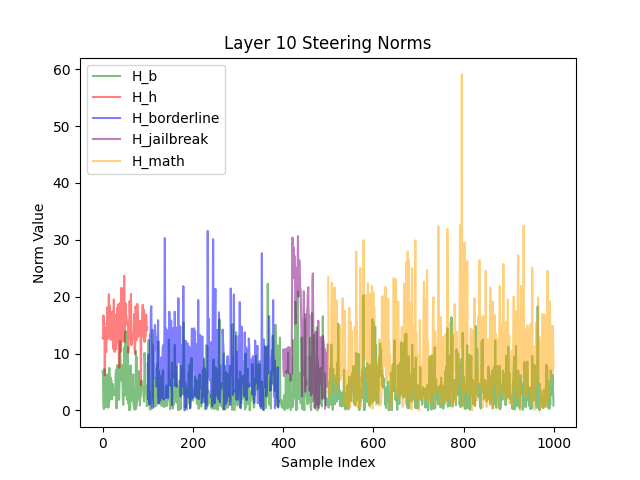 Layer 10 Steering Norms
H_b
H_h
H_borderline
H_jailbreak
H_math
Norm Value
60
50
40
30
20
10
0
0 200 400 600 800 1000
Sample Index